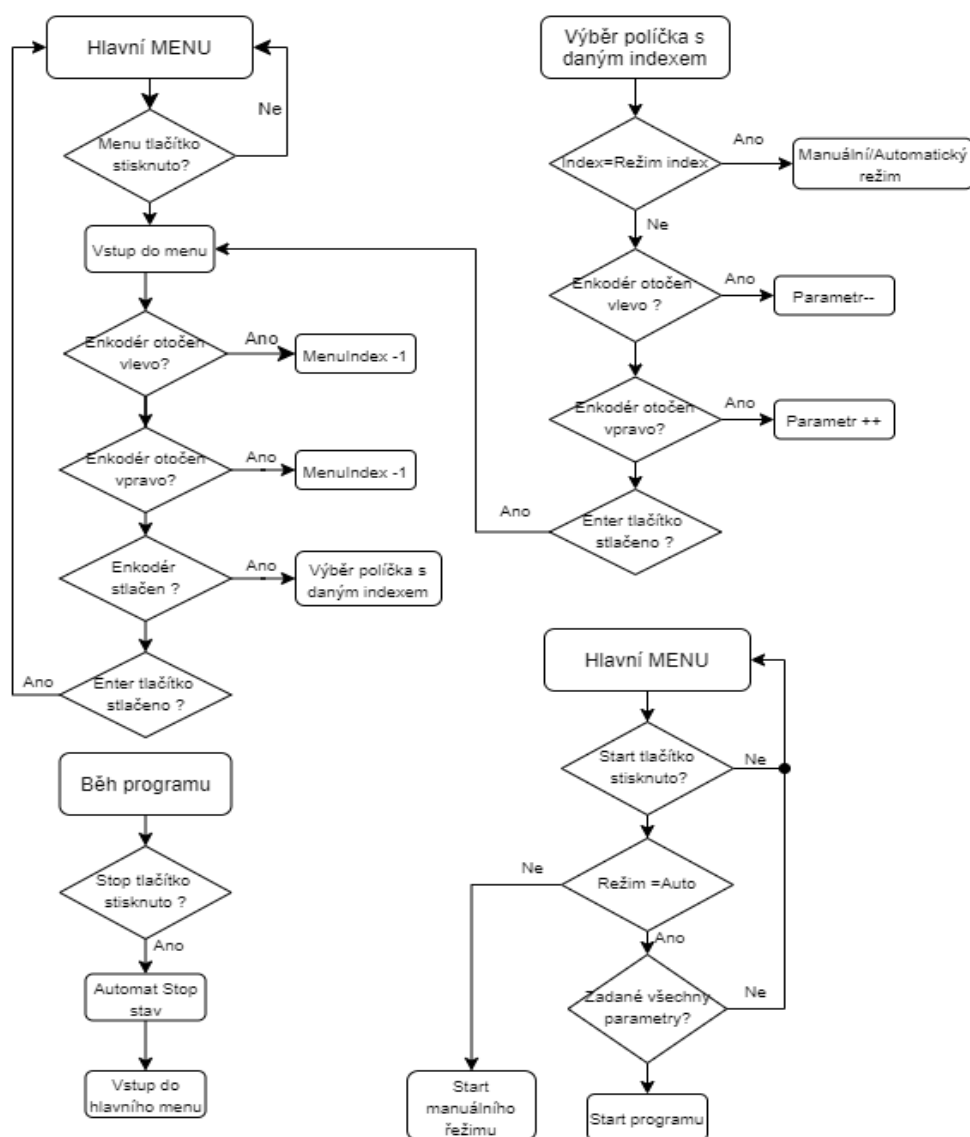 Hlavní MENU
Ne
Menu tlačítko
stisknuto?
Vstup do menu
Enkodér otočen
vlevo?
Ano
MenuIndex -1
Enkodér otočen
vpravo?
Ano
MenuIndex -1
Enkodér
stlačen ?
Ano
Výběr políčka s
daným indexem
Ano
Enter tlačítko
stlačeno ?
Výběr políčka s
daným indexem
Index=Režim index
Ano
Manuální/Automatický
režim
Ne
Enkodér otočen
vlevo ?
Ano
Parametr--
Enkodér otočen
vpravo?
Ano
Parametr ++
Ano
Enter tlačítko
stlačeno ?
Běh programu
Stop tlačítko
stisknuto ?
Ano
Automat Stop
stav
Vstup do
hlavního menu
Hlavní MENU
Start tlačítko
stisknuto?
Ne
Ne
Režim =Auto
Ano
Zadané všechny
parametry?
Ne
Start
manuálního
řežimu
Start programu